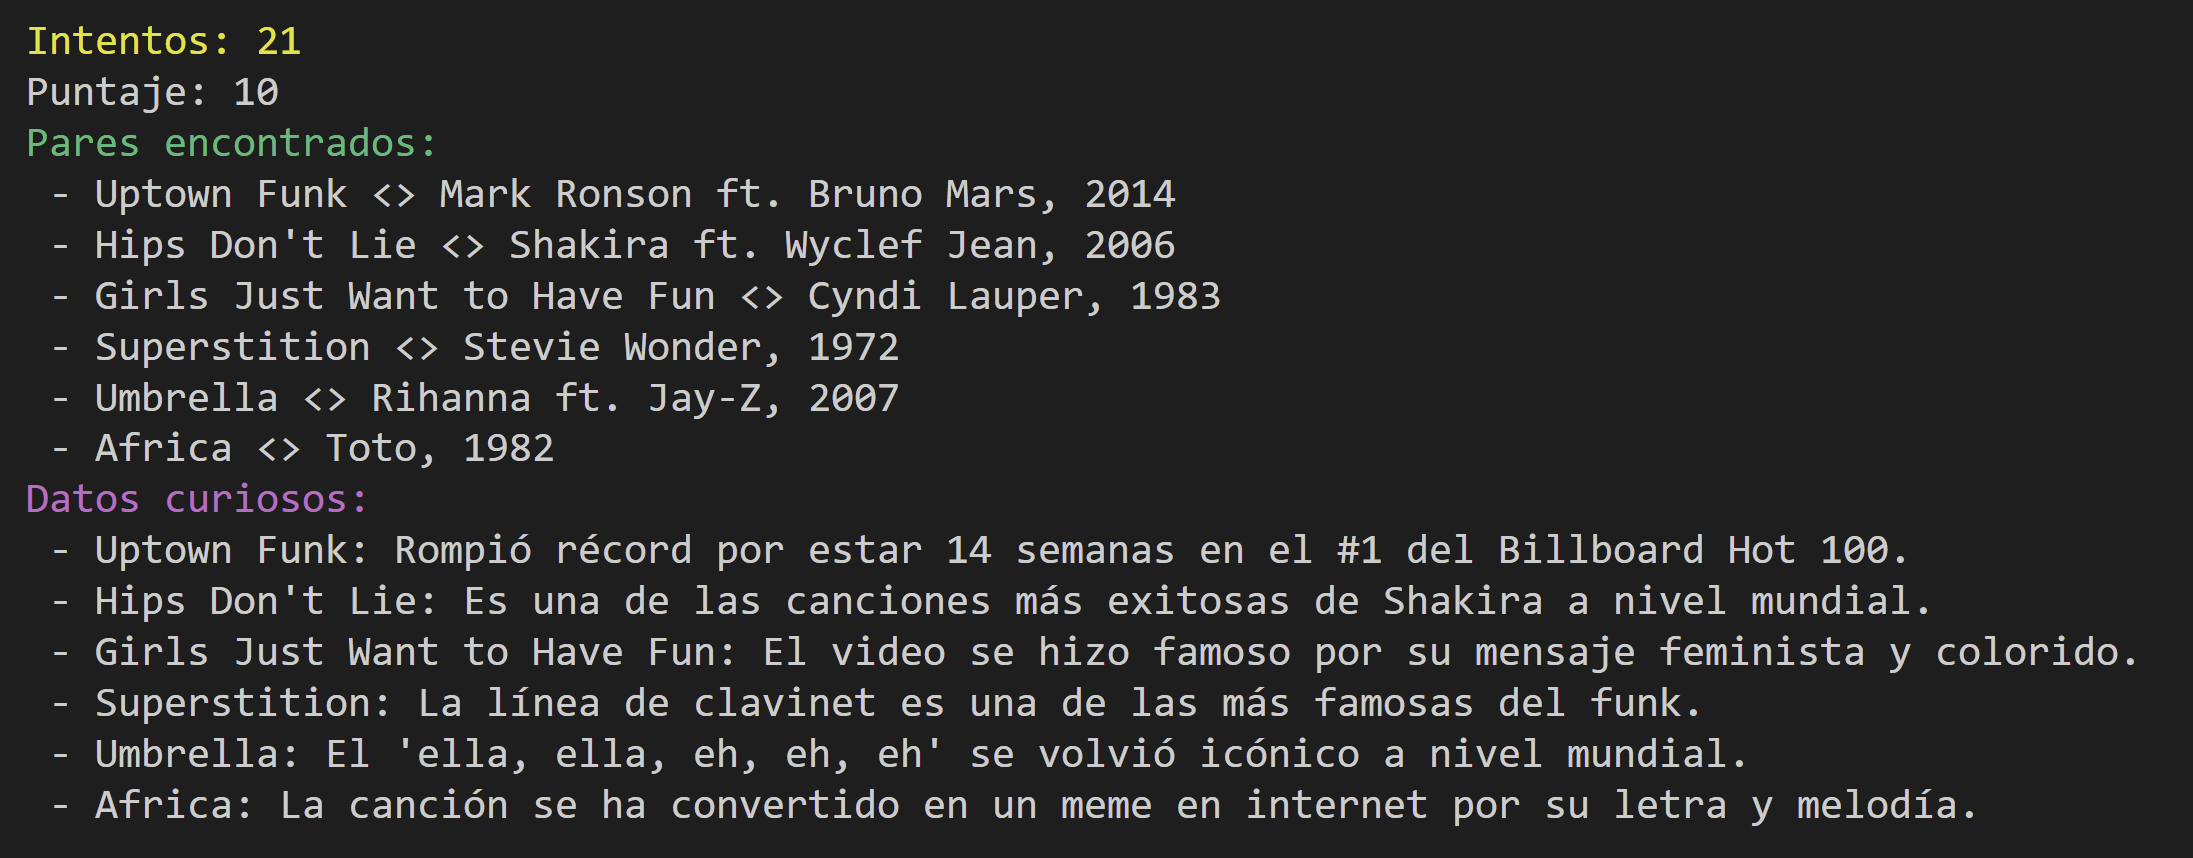 Intentos: 21
Puntaje: 10
Pares encontrados:
- Uptown Funk <> Mark Ronson ft. Bruno Mars, 2014
- Hips Don't Lie <> Shakira ft. Wyclef Jean, 2006
- Girls Just Want to Have Fun <> Cyndi Lauper, 1983
- Superstition <> Stevie Wonder, 1972
- Umbrella <> Rihanna ft. Jay-Z, 2007
- Africa <> Toto, 1982
Datos curiosos:
- Uptown Funk: Rompió récord por estar 14 semanas en el #1 del Billboard Hot 100.
- Hips Don't Lie: Es una de las canciones más exitosas de Shakira a nivel mundial.
- Girls Just Want to Have Fun: El video se hizo famoso por su mensaje feminista y colorido.
- Superstition: La línea de clavinet es una de las más famosas del funk.
- Umbrella: El 'ella, ella, eh, eh, eh' se volvió icónico a nivel mundial.
- Africa: La canción se ha convertido en un meme en internet por su letra y melodía.